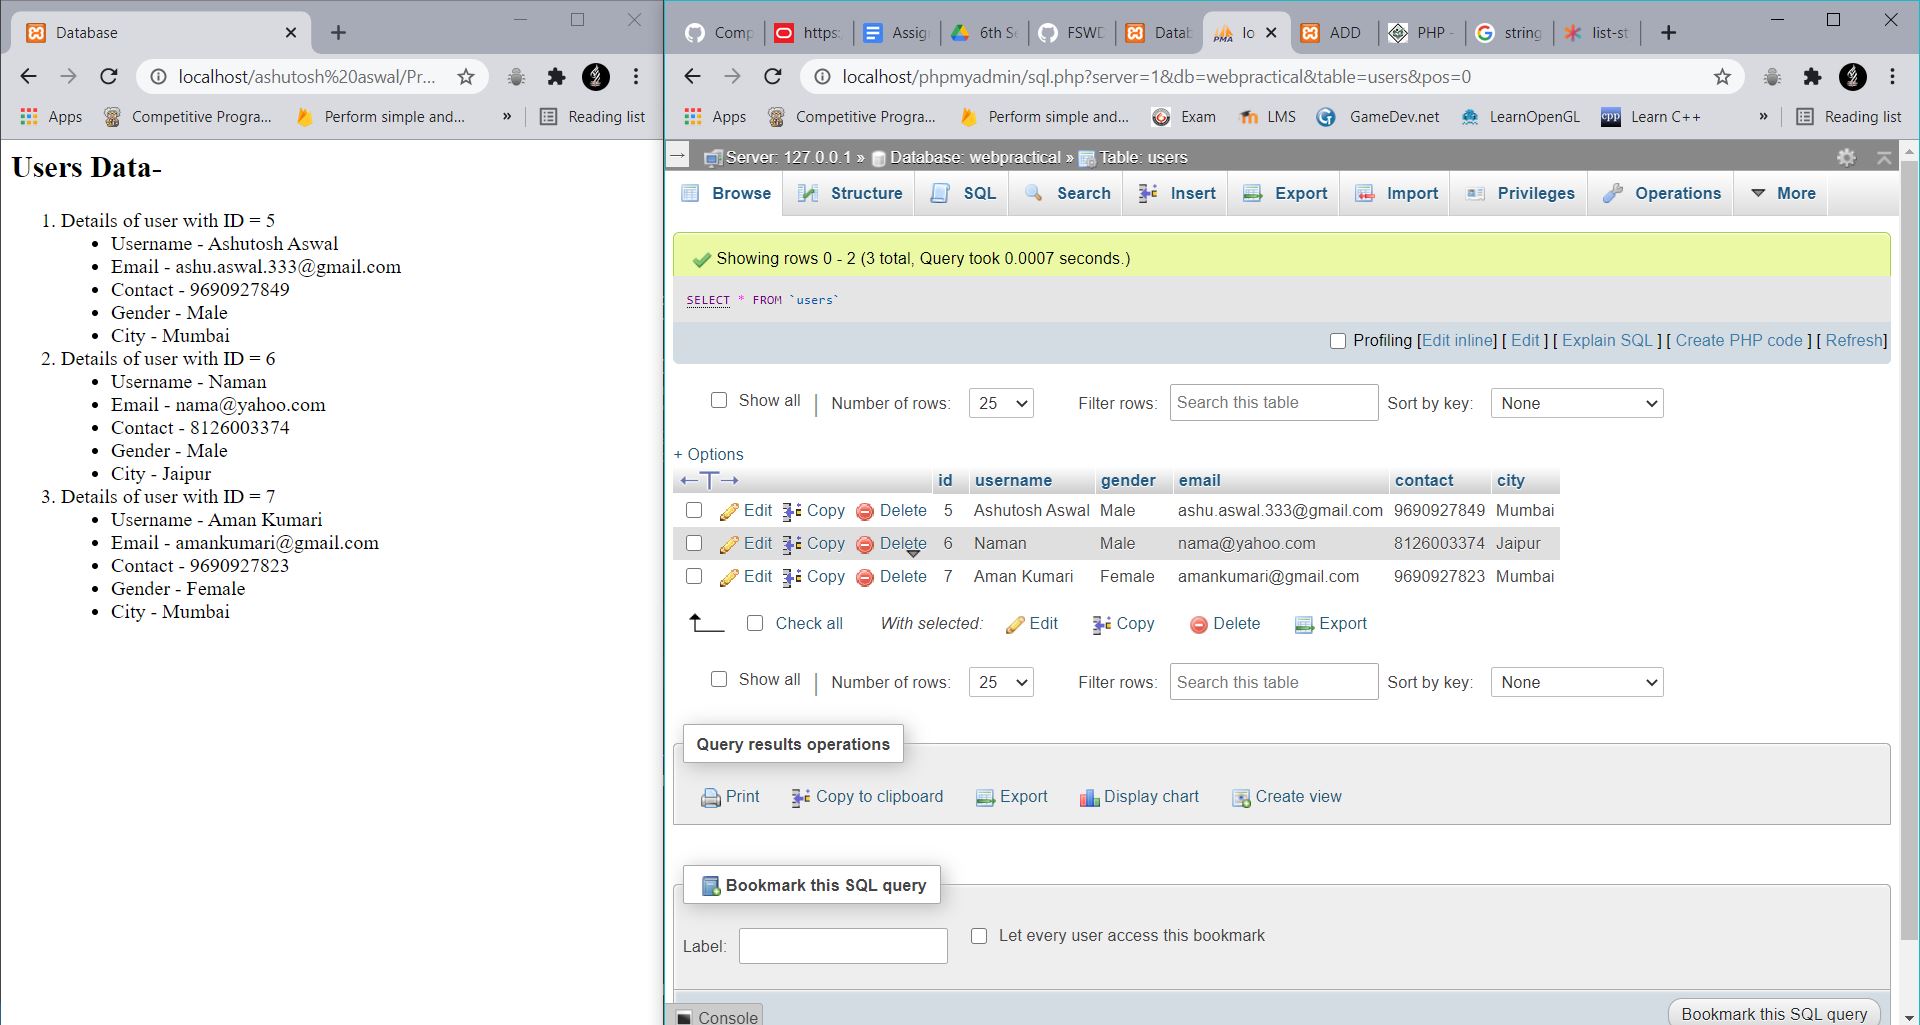 Database
localhost/ashutosh%20aswal/Pr...
Apps
Competitive Progra...
Perform simple and...
»
Reading list
Users Data-
1. Details of user with ID = 5
• Username - Ashutosh Aswal
• Email - ashu.aswal.333@gmail.com
• Contact - 9690927849
• Gender - Male
• City - Mumbai
2. Details of user with ID = 6
• Username - Naman
• Email - nama@yahoo.com
• Contact - 8126003374
• Gender - Male
• City - Jaipur
3. Details of user with ID = 7
• Username - Aman Kumari
• Email - amankumari@gmail.com
• Contact - 9690927823
• Gender - Female
• City - Mumbai
Comp https: Assig 6th Se FSWD Datab lo ADD PHP - string list-st
localhost/phpmyadmin/sql.php?server=1&db=webpractical&table=users&pos=0
Apps Competitive Progra... Perform simple and... Exam LMS GameDev.net LearnOpenGL cpp Learn C++ » Reading list
Server: 127.0.0.1 » Database: webpractical » Table: users
Browse Structure SQL Search Insert Export Import Privileges Operations More
Showing rows 0 - 2 (3 total, Query took 0.0007 seconds.)
SELECT * FROM `users`
Profiling [Edit inline] [ Edit ] [ Explain SQL ] [ Create PHP code ] [ Refresh]
Show all | Number of rows: 25 Filter rows: Search this table Sort by key: None
+ Options
←T→ id username gender email contact city
Edit Copy Delete 5 Ashutosh Aswal Male ashu.aswal.333@gmail.com 9690927849 Mumbai
Edit Copy Delete 6 Naman Male nama@yahoo.com 8126003374 Jaipur
Edit Copy Delete 7 Aman Kumari Female amankumari@gmail.com 9690927823 Mumbai
Check all With selected: Edit Copy Delete Export
Show all | Number of rows: 25 Filter rows: Search this table Sort by key: None
Query results operations
Print Copy to clipboard Export Display chart Create view
Bookmark this SQL query
Label: Let every user access this bookmark
Console
Bookmark this SQL query